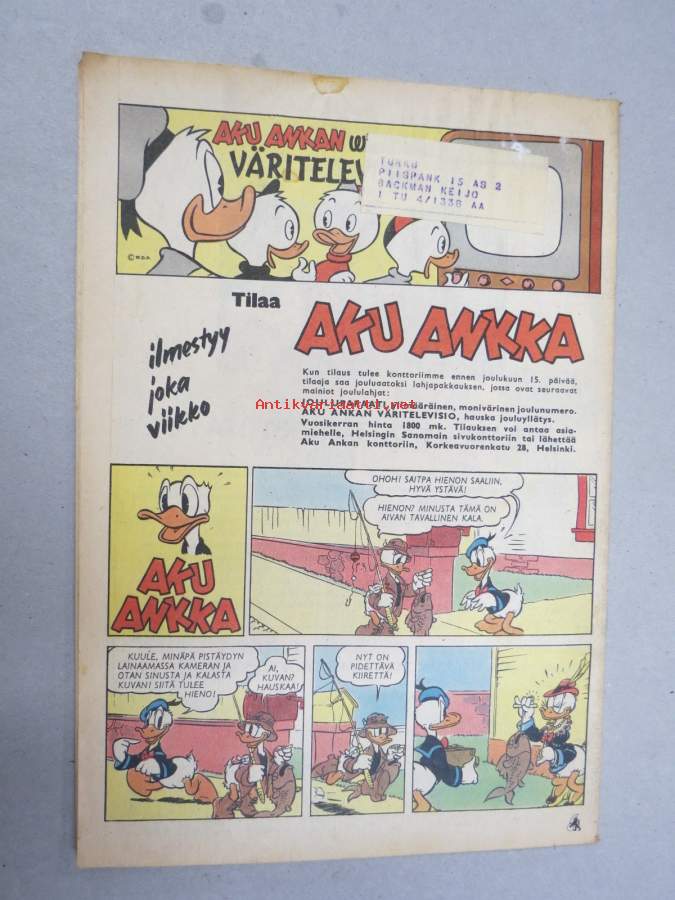 AKU ANKAN
VÄRITELEV
TURKU
PIISPANK 15 AS 2
BACKMAN KEIJO
1 TU 4/1338 AA
© W.D.P.
Tilaa
AKU ANKKA
ilmestyy
joka
viikko
Kun tilaus tulee konttoriimme ennen joulukuun 15. päivää,
tilaaja saa jouluaatoksi lahjapakkauksen, jossa ovat seuraavat
mainiot joululahjat:
monivärinen joulunumero.
AKU ANKAN VÄRITELEVISIO, hauska jouluyllätys.
Vuosikerran hinta 1800 mk. Tilauksen voi antaa asia-
miehelle, Helsingin Sanomain sivukonttoriin tai lähettää
Aku Ankan konttoriin, Korkeavuorenkatu 28, Helsinki.
Antikvariaatti.com
AKU
ANKKA
OHOH! SAITPA HIENON SAALIIN,
HYVÄ YSTÄVÄ!
HIENON? MINUSTA TÄMÄ ON
AIVAN TAVALLINEN KALA.
KUULE, MINÄPÄ PISTÄYDYN
LAINAAMASSA KAMERAN JA
OTAN SINUSTA JA KALASTA
KUVAN! SIITÄ TULEE
HIENO!
AI,
KUVAN?
HAUSKAA!
NYT ON
PIDETTÄVÄ
KIIRETTÄ!